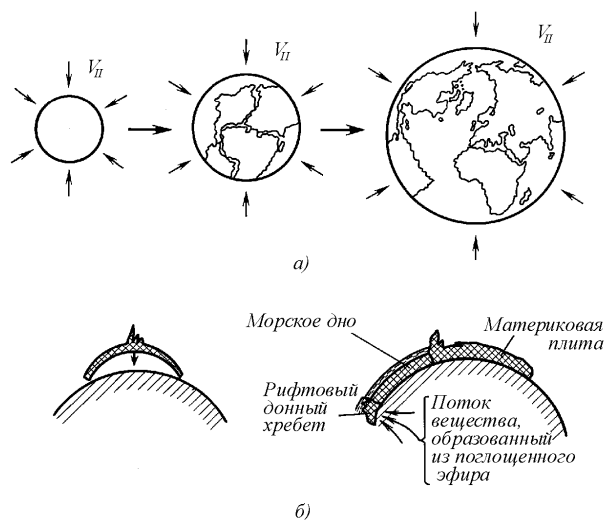 V_II
V_II
V_II
а)
Морское дно
Материковая
плита
Рифтовый
донный
хребет
Поток
вещества,
образованный
из поглощенного
эфира
б)